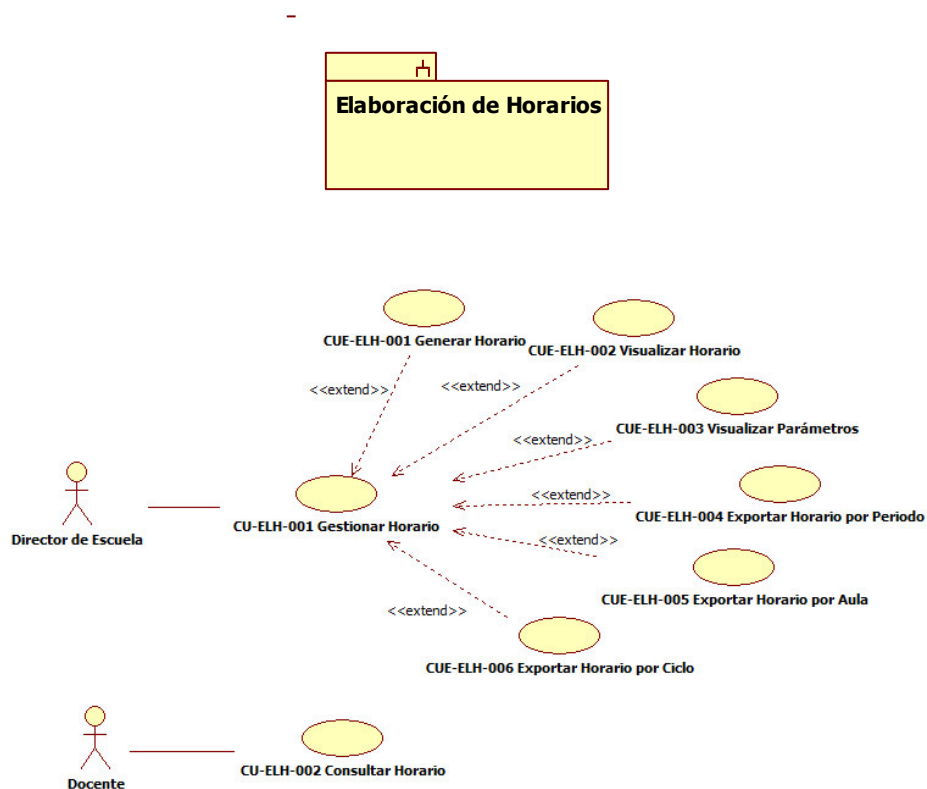 Elaboración de Horarios
CUE-ELH-001 Generar Horario
CUE-ELH-002 Visualizar Horario
<<extend>>
<<extend>>
CUE-ELH-003 Visualizar Parámetros
<<extend>>
<<extend>>
CUE-ELH-004 Exportar Horario por Periodo
CU-ELH-001 Gestionar Horario
Director de Escuela
<<extend>>
CUE-ELH-005 Exportar Horario por Aula
<<extend>>
CUE-ELH-006 Exportar Horario por Ciclo
CU-ELH-002 Consultar Horario
Docente